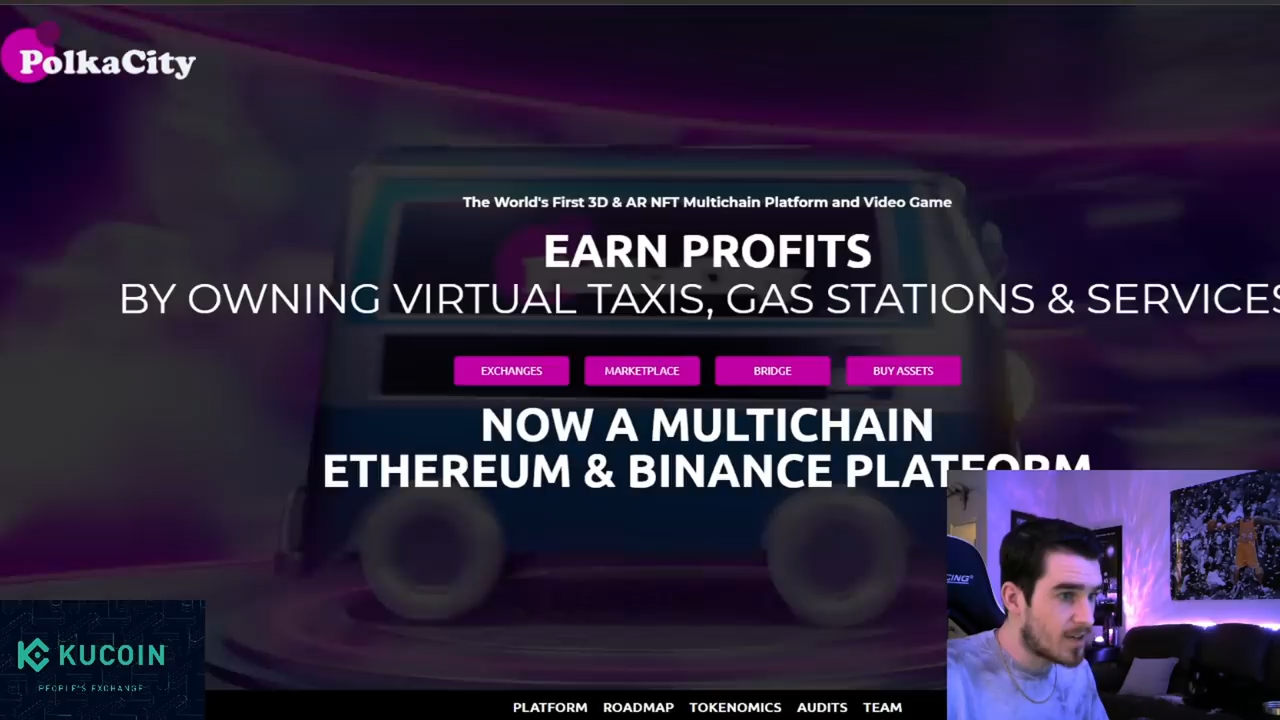 PolkaCity
The World's First 3D & AR NFT Multichain Platform and Video Game
EARN PROFITS
BY OWNING VIRTUAL TAXIS, GAS STATIONS & SERVICES
EXCHANGES MARKETPLACE BRIDGE BUY ASSETS
NOW A MULTICHAIN
ETHEREUM & BINANCE PLATFORM
CING
KUCOIN
PEOPLE'S EXCHANGE
PLATFORM ROADMAP TOKENOMICS AUDITS TEAM